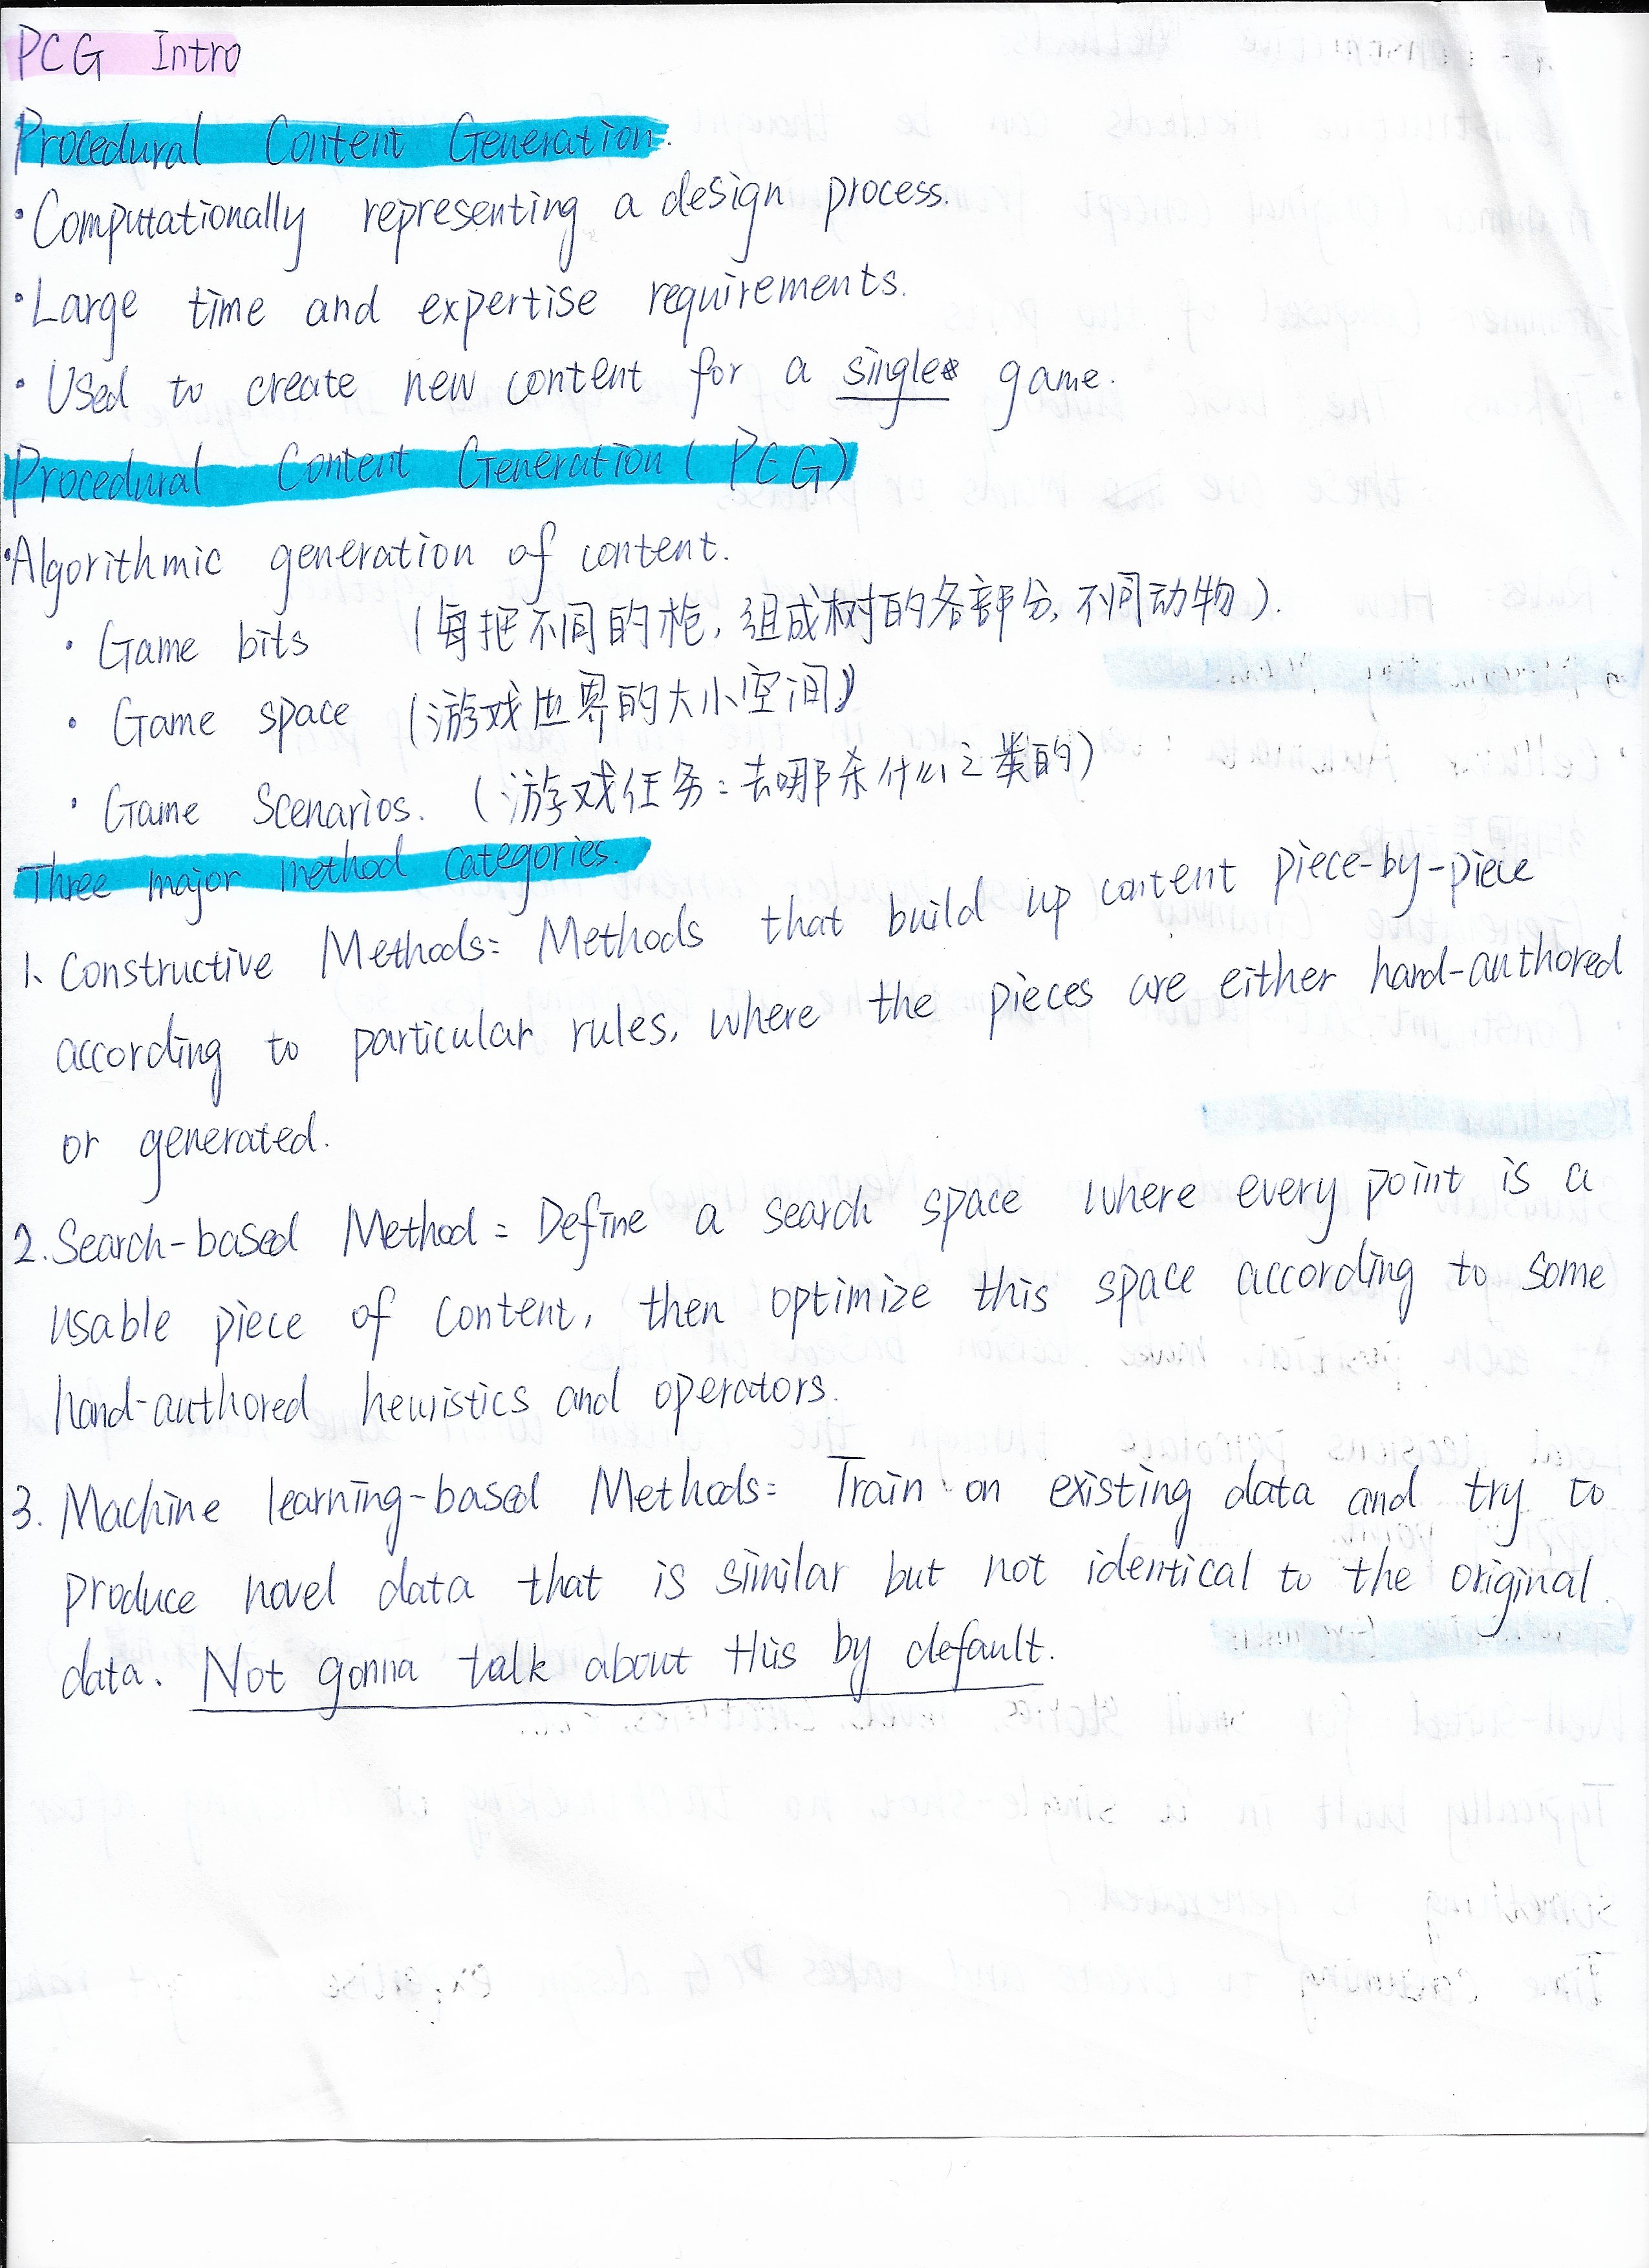 PCG Intro
Procedural Content Generation.
· Computationally representing a design process.
· Large time and expertise requirements.
· Used to create new content for a single game.
Procedural Content Generation (PCG)
· Algorithmic generation of content.
· Game bits (每把不同的枪, 组成树的各部分, 不同动物).
· Game space (游戏世界的大小空间)
· Game Scenarios. (游戏任务: 去哪杀什么之类的)
Three major method categories.
1. Constructive Methods: Methods that build up content piece-by-piece
according to particular rules, where the pieces are either hard-authored
or generated.
2. Search-based Method: Define a search space where every point is a
usable piece of content, then optimize this space according to some
hand-authored heuristics and operators.
3. Machine learning-based Methods: Train on existing data and try to
produce novel data that is similar but not identical to the original
data. Not gonna talk about this by default.